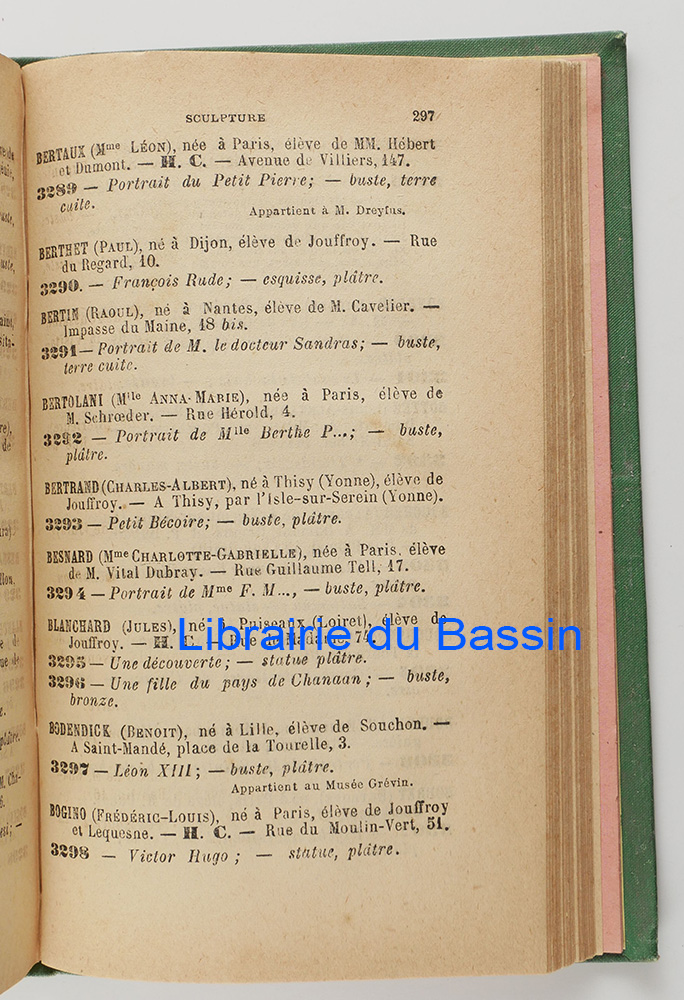 SCULPTURE 297
BERTAUX (Mme LÉON), née à Paris, élève de MM. Hébert
et Dumont. — H. C. — Avenue de Villiers, 147.
3289 — Portrait du Petit Pierre; — buste, terre
cuite.
Appartient à M. Dreyfus.
BERTHET (PAUL), né à Dijon, élève de Jouffroy. — Rue
du Regard, 10.
3290. — François Rude; — esquisse, plâtre.
BERTIN (RAOUL), né à Nantes, élève de M. Cavelier. —
Impasse du Maine, 18 bis.
3291 — Portrait de M. le docteur Sandras; — buste,
terre cuite.
BERTOLANI (Mlle ANNA-MARIE), née à Paris, élève de
M. Schrœder. — Rue Hérold, 4.
3292 — Portrait de Mlle Berthe P...; — buste,
plâtre.
BERTRAND (CHARLES-ALBERT), né à Thisy (Yonne), élève de
Jouffroy. — A Thisy, par l'Isle-sur-Serein (Yonne).
3293 — Petit Bécoire; — buste, plâtre.
BESNARD (Mme CHARLOTTE-GABRIELLE), née à Paris, élève
de M. Vital Dubray. — Rue Guillaume Tell, 17.
3294 — Portrait de Mme F. M..., — buste, plâtre.
BLANCHARD (JULES), né Puiseaux (Loiret), élève de
Jouffroy. — H. C. — Rue de Madame, 74.
Librairie du Bassin
3295 — Une découverte; — statue plâtre.
3296 — Une fille du pays de Chanaan; — buste,
bronze.
BODENDICK (BENOIT), né à Lille, élève de Souchon. —
A Saint-Mandé, place de la Tourelle, 3.
3297 — Léon XIII; — buste, plâtre.
Appartient au Musée Grévin.
BOGINO (FRÉDÉRIC-LOUIS), né à Paris, élève de Jouffroy
et Lequesne. — H. C. — Rue du Moulin-Vert, 51.
3298 — Victor Hugo; — statue, plâtre.